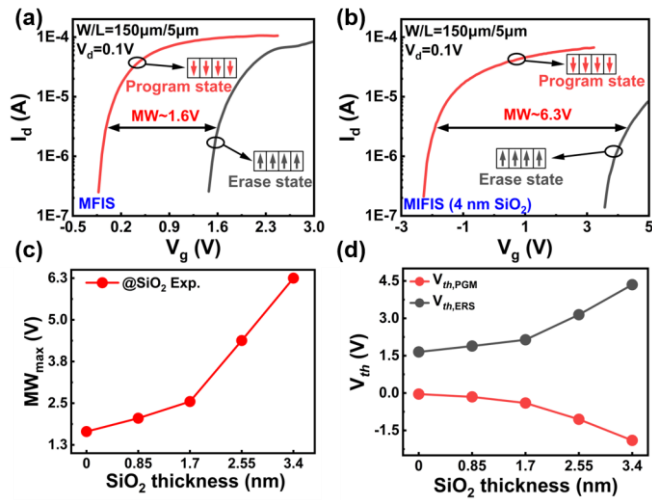 (a)
W/L=150μm/5μm
V_d=0.1V
1E-4
1E-5
1E-6
1E-7
I_d (A)
Program state
MW~1.6V
Erase state
MFIS
-0.5 0.2 0.9 1.6 2.3 3.0
V_g (V)
(b)
W/L=150μm/5μm
V_d=0.1V
1E-4
1E-5
1E-6
1E-7
I_d (A)
Program state
MW~6.3V
Erase state
MIFIS (4 nm SiO₂)
-3 -1 1 3 5
V_g (V)
(c)
@SiO₂ Exp.
6.3
4.8
3.8
2.5
1.3
MW_max (V)
0 0.85 1.7 2.55 3.4
SiO₂ thickness (nm)
(d)
V_th,PGM
V_th,ERS
4.5
1.5
0.0
-1.5
V_th (V)
0 0.85 1.7 2.55 3.4
SiO₂ thickness (nm)